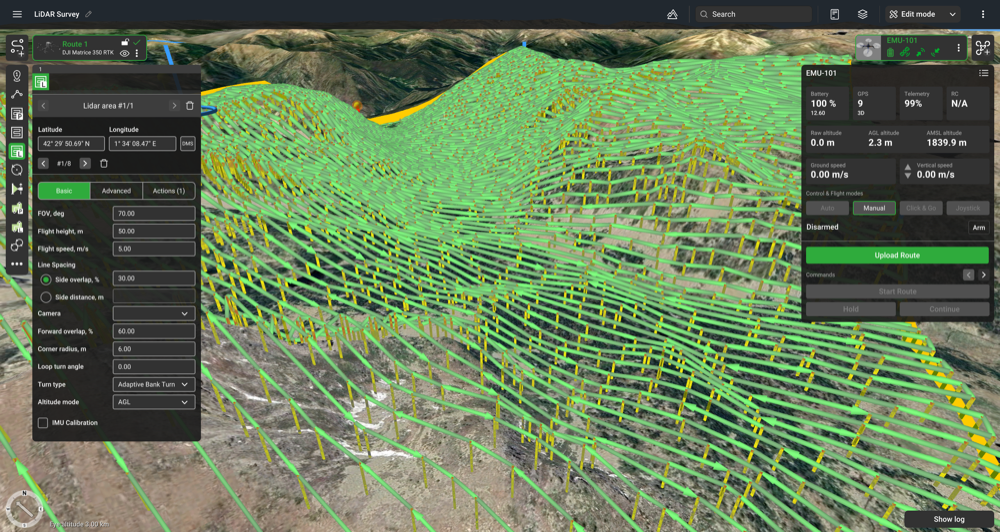 LiDAR Survey
Search
Edit mode
Route 1
DJI Matrice 350 RTK
EMU-101
1
Lidar area #1/1
Latitude
Longitude
42° 29' 50.69" N
1° 34' 08.47" E
DMS
#1/8
Basic
Advanced
Actions (1)
FOV, deg
70.00
Flight height, m
50.00
Flight speed, m/s
5.00
Line Spacing
Side overlap, %
30.00
Side distance, m
Camera
Forward overlap, %
60.00
Corner radius, m
6.00
Loop turn angle
0.00
Turn type
Adaptive Bank Turn
Altitude mode
AGL
IMU Calibration
EMU-101
Battery
GPS
Telemetry
RC
100 %
9
99%
N/A
12.60
3D
Raw altitude
AGL altitude
AMSL altitude
0.0 m
2.3 m
1839.9 m
Ground speed
Vertical speed
0.00 m/s
0.00 m/s
Control & Flight modes
Auto
Manual
Click & Go
Joystick
Disarmed
Arm
Upload Route
Commands
Start Route
Hold
Continue
N
Show log